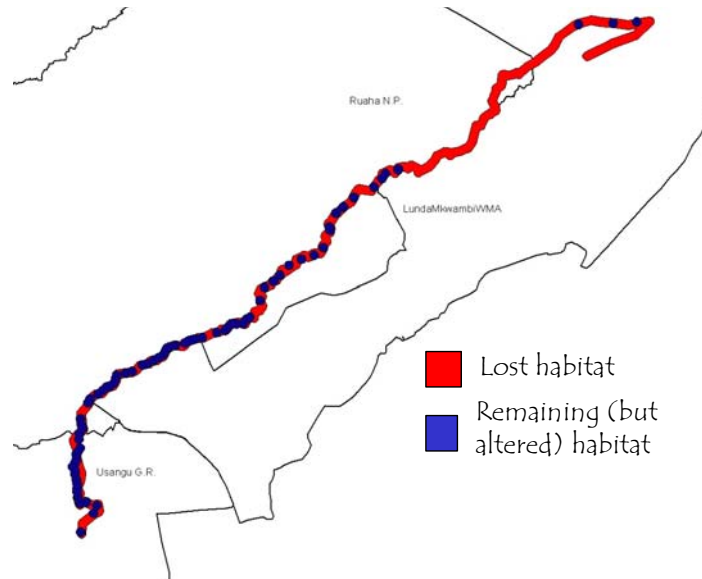 Ruaha N.P.
LundaMkwambiWMA
Lost habitat
Remaining (but
altered) habitat
Usangu G.R.